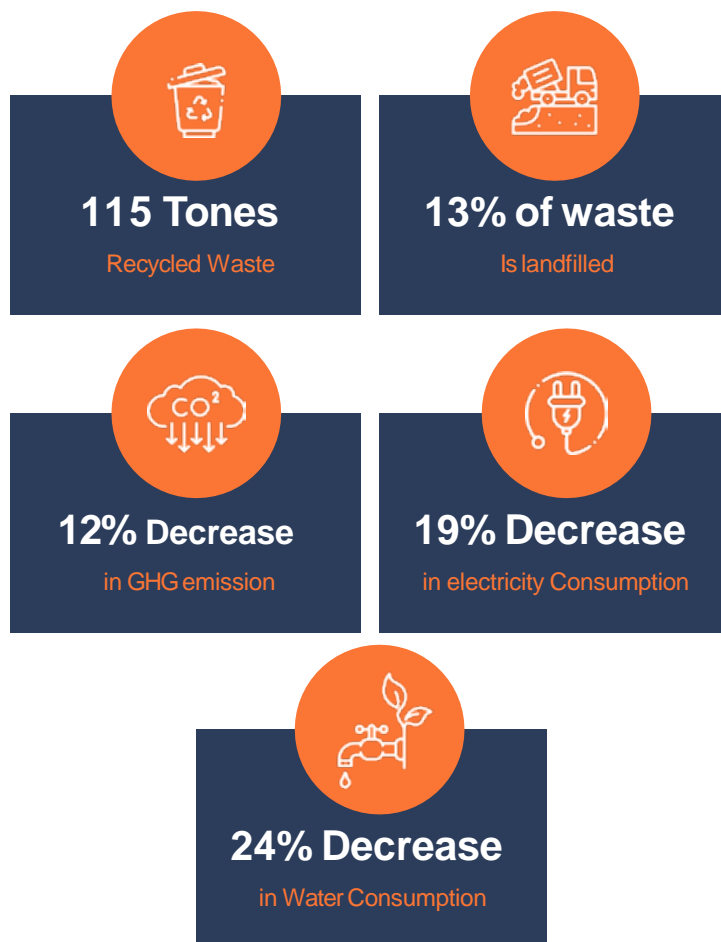 115 Tones
Recycled Waste
13% of waste
Is landfilled
CO²
12% Decrease
in GHG emission
19% Decrease
in electricity Consumption
24% Decrease
in Water Consumption